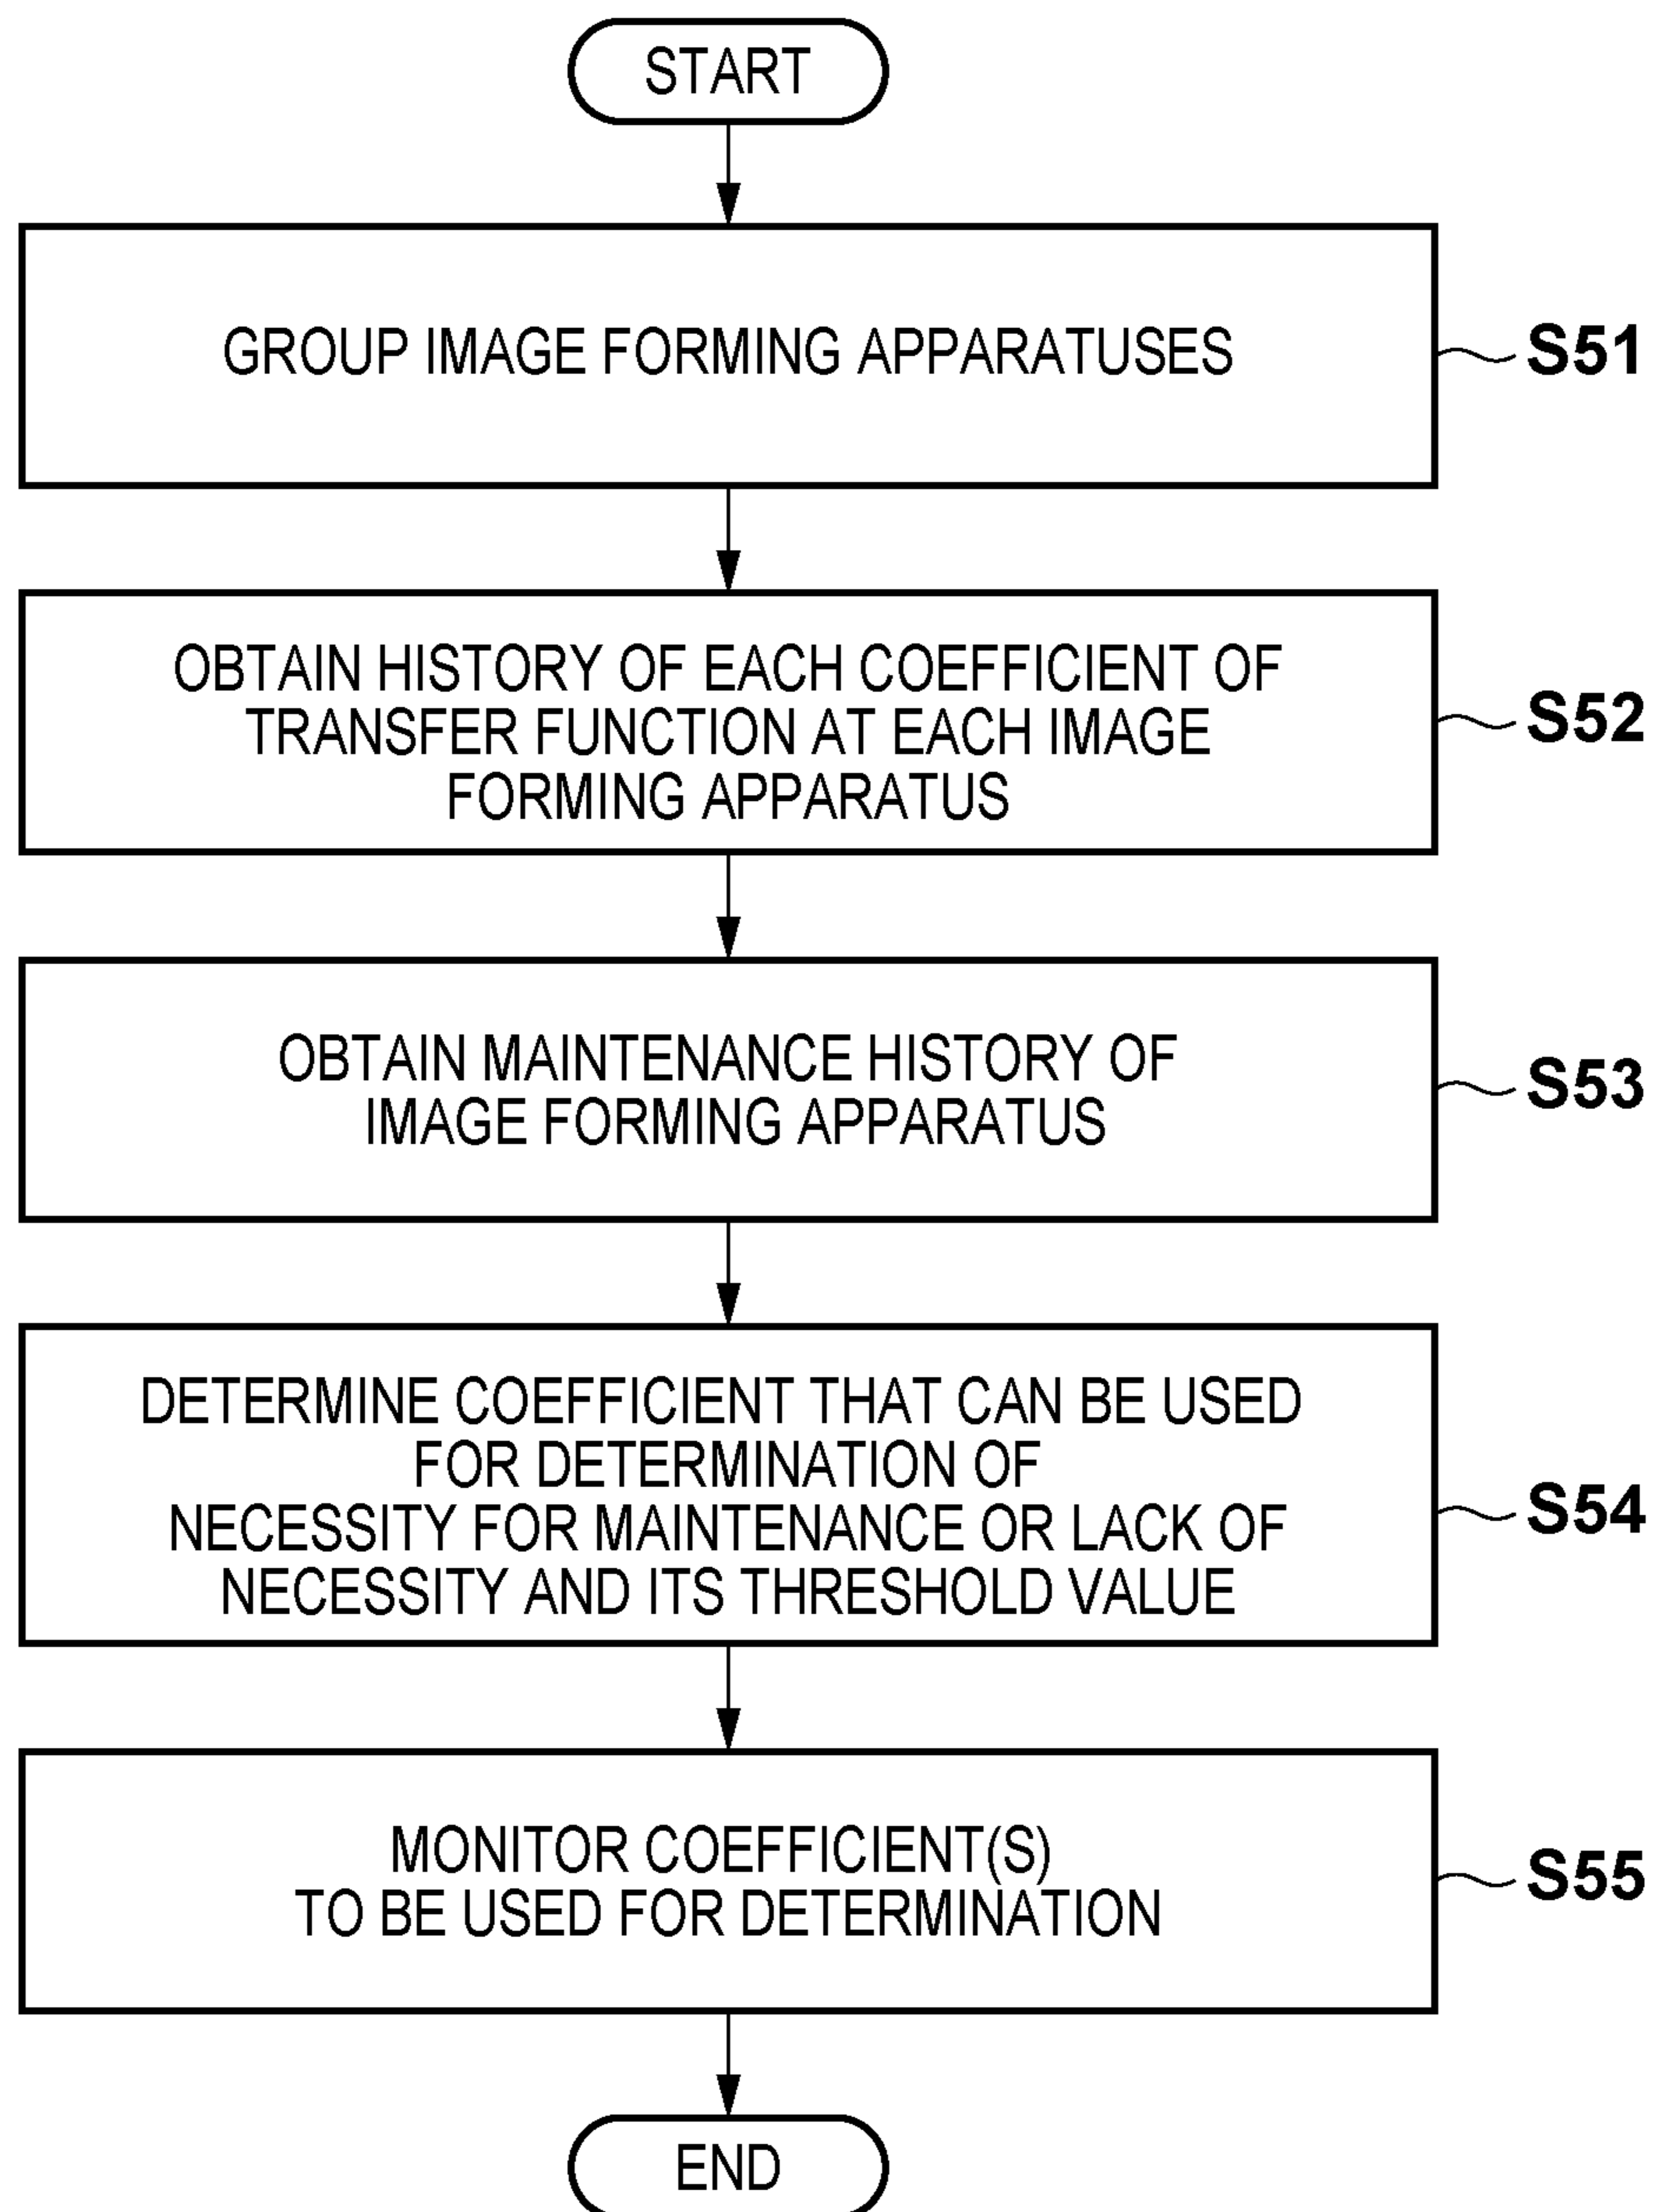 START
GROUP IMAGE FORMING APPARATUSES
S51
OBTAIN HISTORY OF EACH COEFFICIENT OF
TRANSFER FUNCTION AT EACH IMAGE
FORMING APPARATUS
S52
OBTAIN MAINTENANCE HISTORY OF
IMAGE FORMING APPARATUS
S53
DETERMINE COEFFICIENT THAT CAN BE USED
FOR DETERMINATION OF
NECESSITY FOR MAINTENANCE OR LACK OF
NECESSITY AND ITS THRESHOLD VALUE
S54
MONITOR COEFFICIENT(S)
TO BE USED FOR DETERMINATION
S55
END